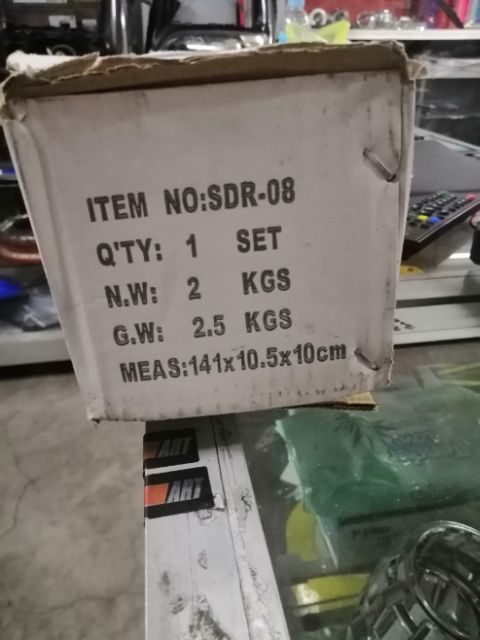 ITEM NO:SDR-08
Q'TY: 1 SET
N.W: 2 KGS
G.W: 2.5 KGS
MEAS:141x10.5x10cm
ART
ART